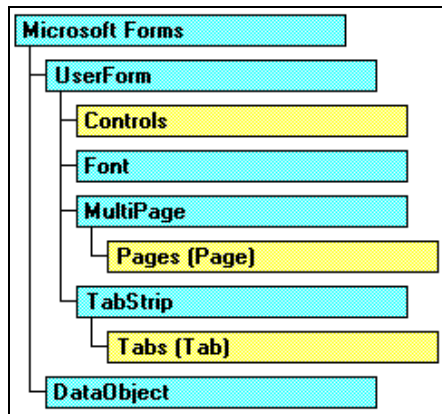 Microsoft Forms
UserForm
Controls
Font
MultiPage
Pages (Page)
TabStrip
Tabs (Tab)
DataObject